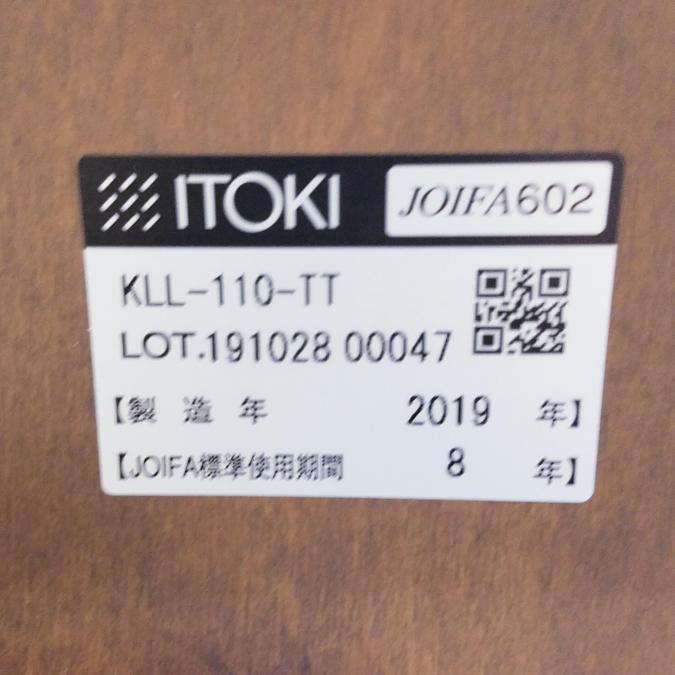 ITOKI JOIFA602
KLL-110-TT
LOT.191028 00047
【製 造 年 2019 年】
【JOIFA標準使用期間 8 年】